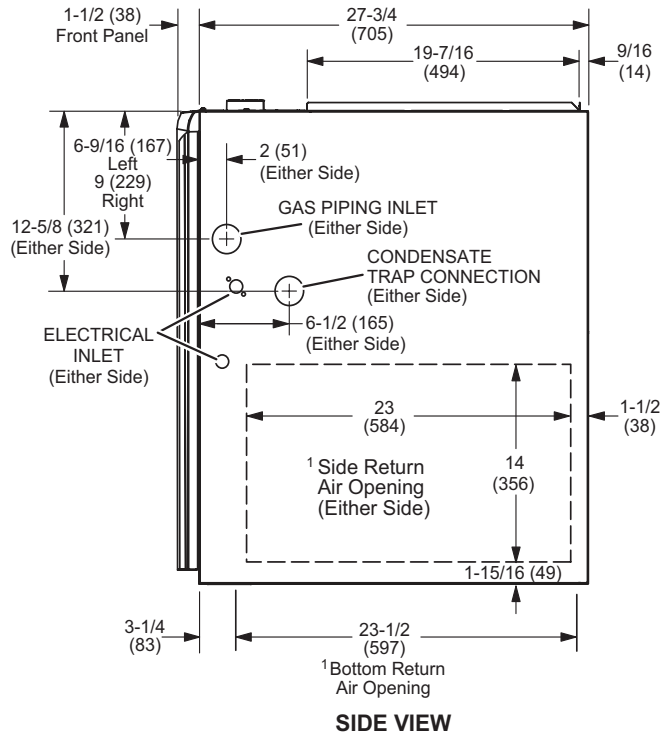 1-1/2 (38)
Front Panel
27-3/4
(705)
19-7/16
(494)
9/16
(14)
6-9/16 (167)
Left
9 (229)
Right
2 (51)
(Either Side)
12-5/8 (321)
(Either Side)
GAS PIPING INLET
(Either Side)
CONDENSATE
TRAP CONNECTION
(Either Side)
6-1/2 (165)
(Either Side)
ELECTRICAL
INLET
(Either Side)
23
(584)
1-1/2
(38)
14
(356)
1 Side Return
Air Opening
(Either Side)
1-15/16 (49)
3-1/4
(83)
23-1/2
(597)
1 Bottom Return
Air Opening
SIDE VIEW